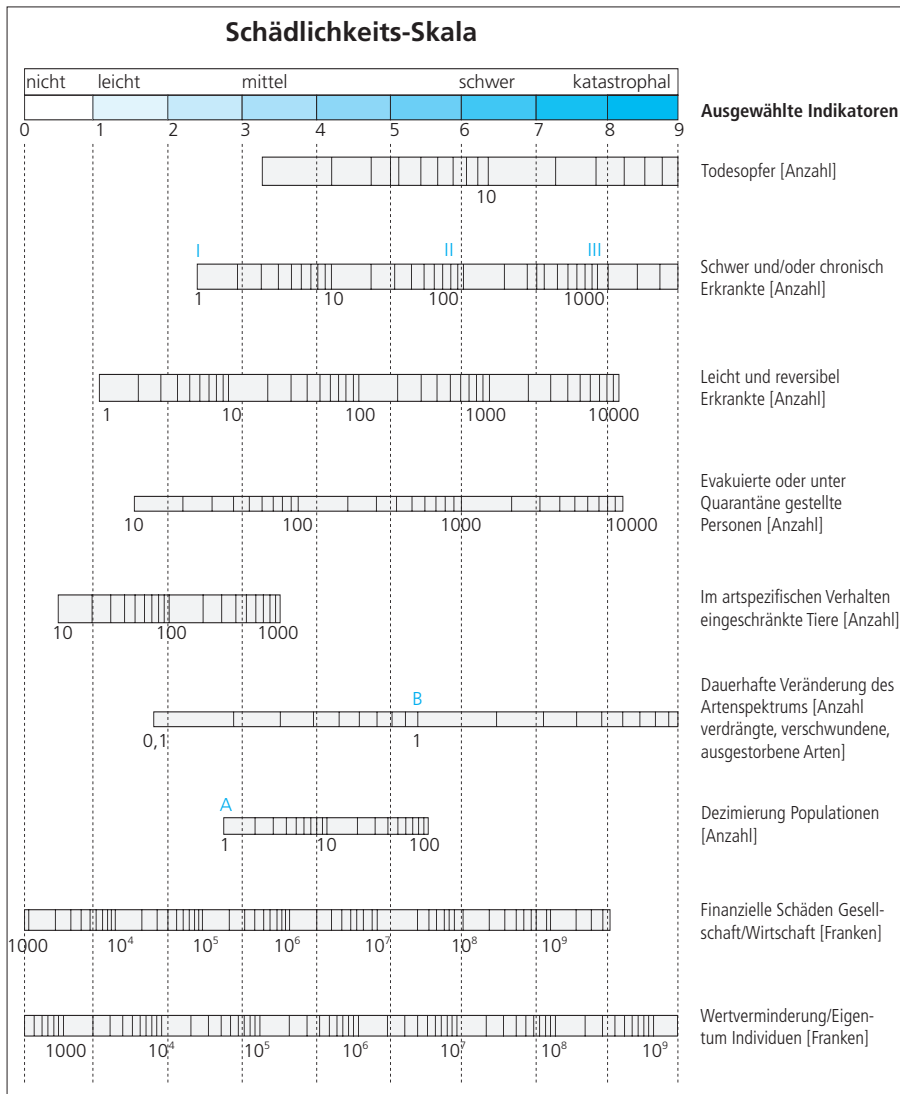 Schädlichkeits-Skala
nicht leicht mittel schwer katastrophal
0 1 2 3 4 5 6 7 8 9
Ausgewählte Indikatoren
Todesopfer [Anzahl]
10
I II III
Schwer und/oder chronisch
Erkrankte [Anzahl]
1 10 100 1000
Leicht und reversibel
Erkrankte [Anzahl]
1 10 100 1000 10000
Evakuierte oder unter
Quarantäne gestellte
Personen [Anzahl]
10 100 1000 10000
Im artspezifischen Verhalten
eingeschränkte Tiere [Anzahl]
10 100 1000
B
Dauerhafte Veränderung des
Artenspektrums [Anzahl
verdrängte, verschwundene,
ausgestorbene Arten]
0,1 1
A
Dezimierung Populationen
[Anzahl]
1 10 100
Finanzielle Schäden Gesell-
schaft/Wirtschaft [Franken]
1000 10⁴ 10⁵ 10⁶ 10⁷ 10⁸ 10⁹
Wertverminderung/Eigen-
tum Individuen [Franken]
1000 10⁴ 10⁵ 10⁶ 10⁷ 10⁸ 10⁹